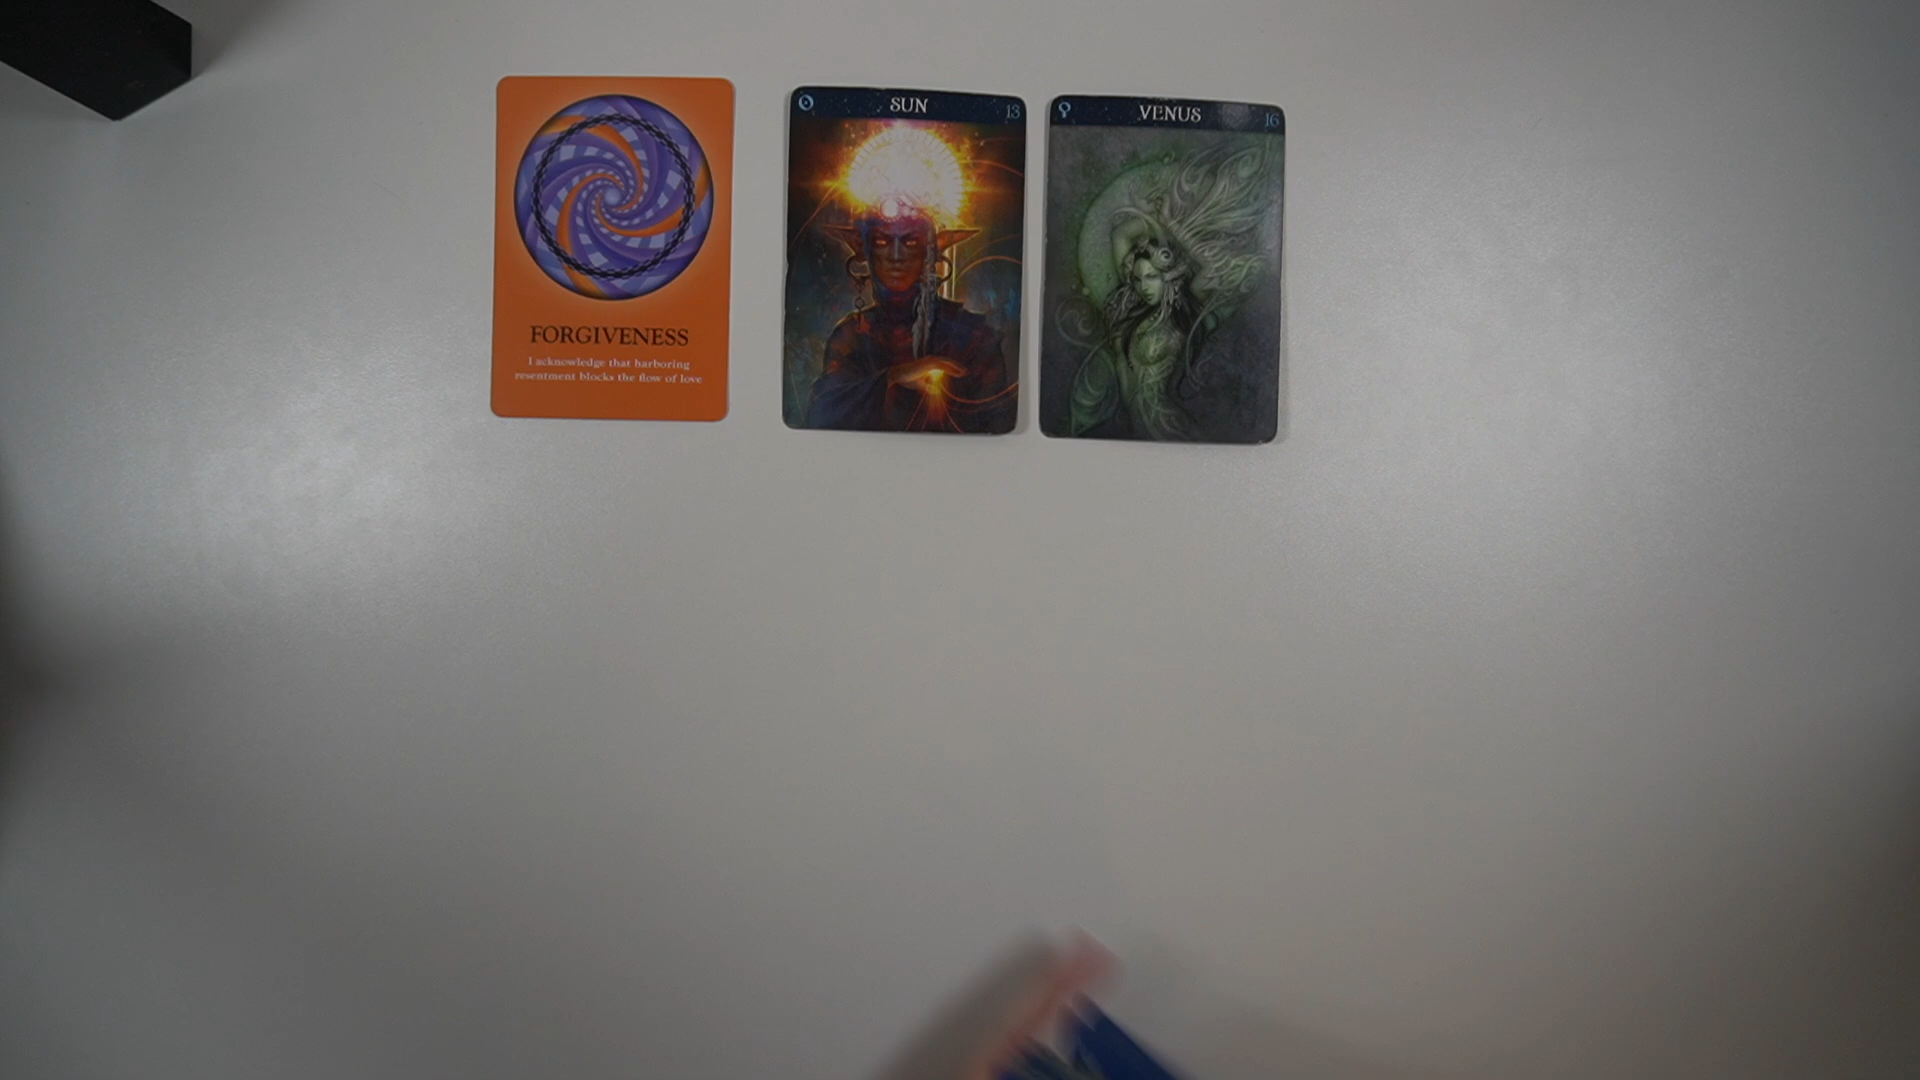 FORGIVENESS
I acknowledge that harboring
resentment blocks the flow of love
SUN
13
VENUS
16